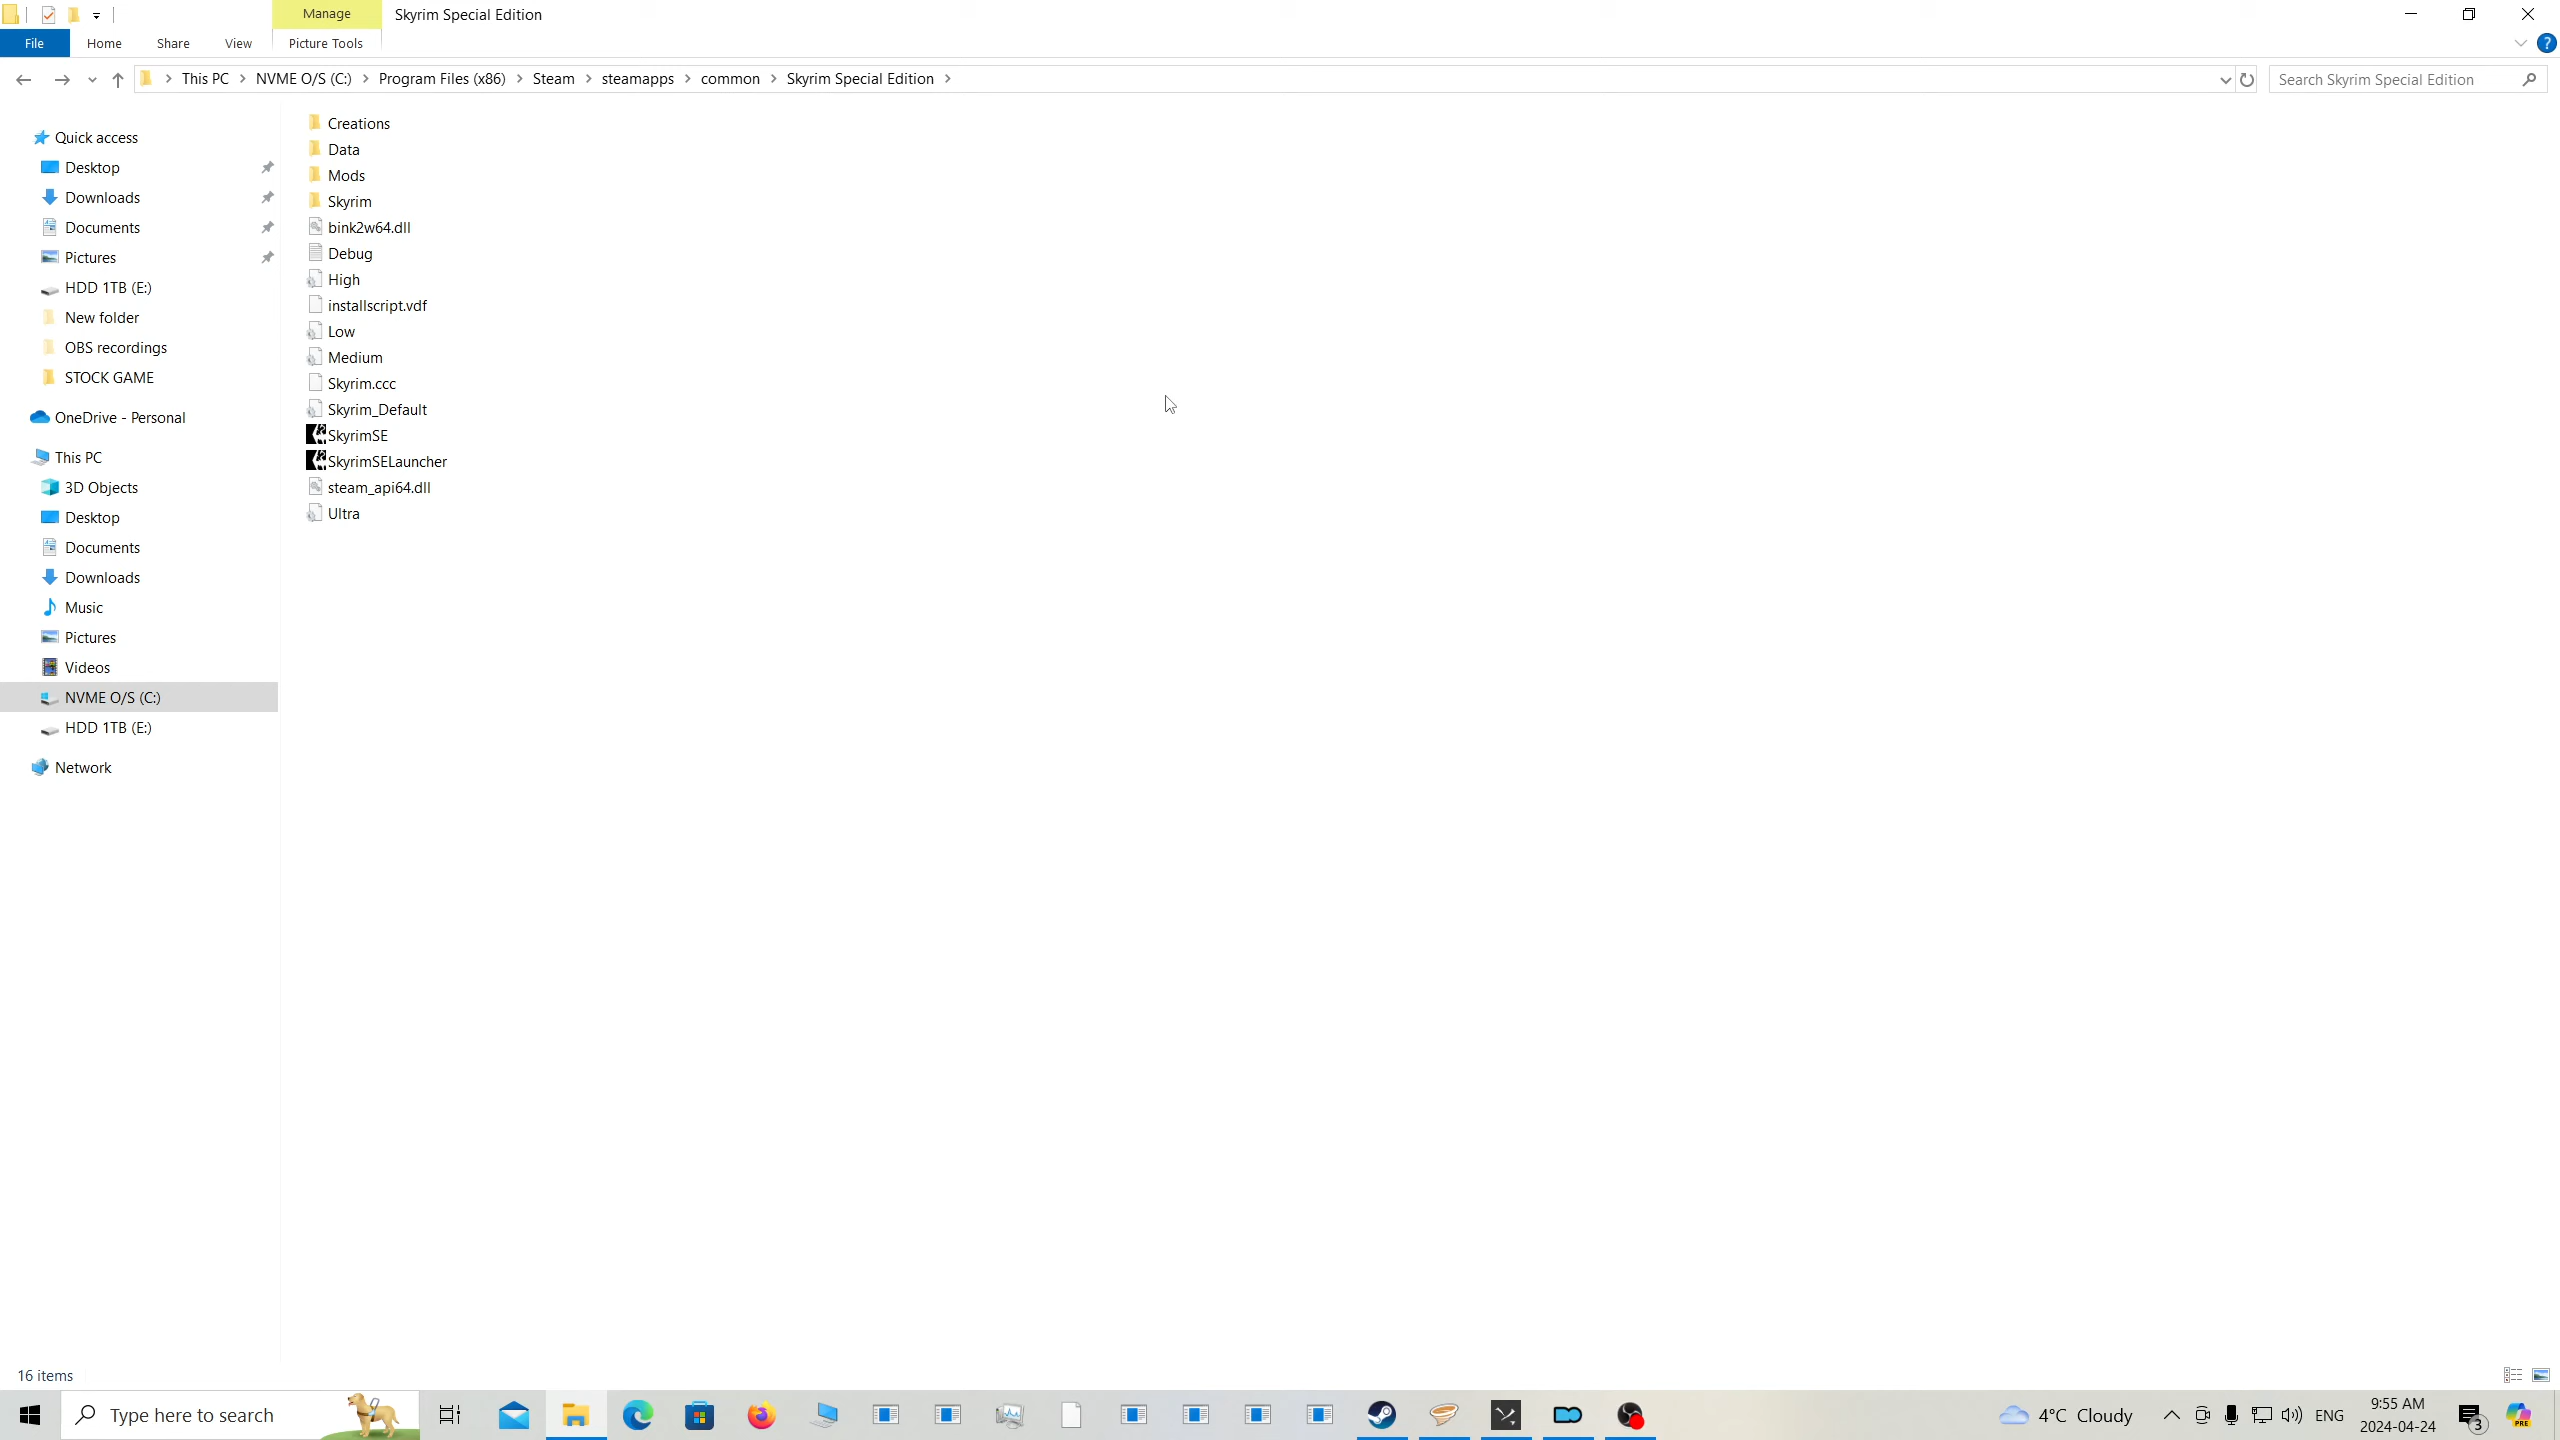 Manage
Skyrim Special Edition
File
Home
Share
View
Picture Tools
?
This PC
NVME O/S (C:)
Program Files (x86)
Steam
steamapps
common
Skyrim Special Edition
Search Skyrim Special Edition
Quick access
Desktop
Downloads
Documents
Pictures
HDD 1TB (E:)
New folder
OBS recordings
STOCK GAME
OneDrive - Personal
This PC
3D Objects
Desktop
Documents
Downloads
Music
Pictures
Videos
NVME O/S (C:)
HDD 1TB (E:)
Network
Creations
Data
Mods
Skyrim
bink2w64.dll
Debug
High
installscript.vdf
Low
Medium
Skyrim.ccc
Skyrim_Default
SkyrimSE
SkyrimSELauncher
steam_api64.dll
Ultra
16 items
Type here to search
4°C Cloudy
ENG
9:55 AM
2024-04-24
3
PRE